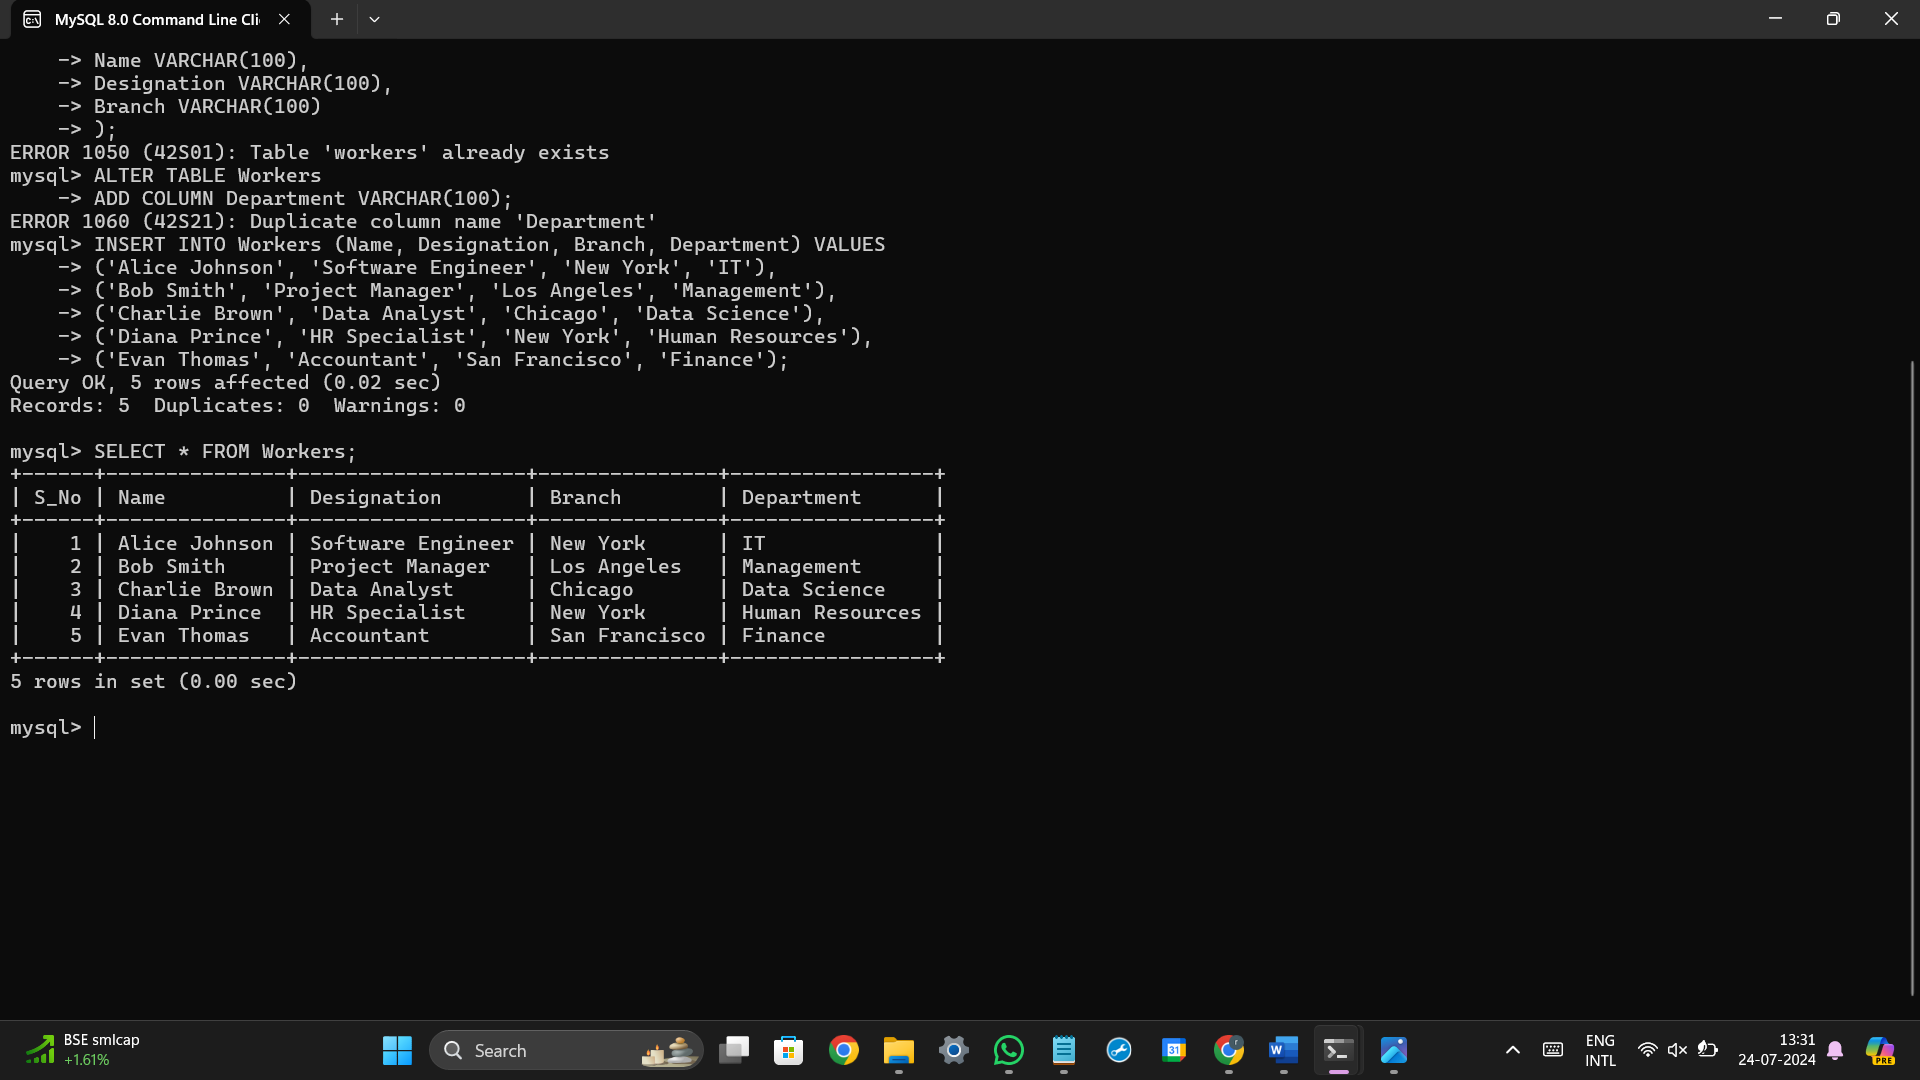 MySQL 8.0 Command Line Cli
-> Name VARCHAR(100),
-> Designation VARCHAR(100),
-> Branch VARCHAR(100)
-> );
ERROR 1050 (42S01): Table 'workers' already exists
mysql> ALTER TABLE Workers
-> ADD COLUMN Department VARCHAR(100);
ERROR 1060 (42S21): Duplicate column name 'Department'
mysql> INSERT INTO Workers (Name, Designation, Branch, Department) VALUES
-> ('Alice Johnson', 'Software Engineer', 'New York', 'IT'),
-> ('Bob Smith', 'Project Manager', 'Los Angeles', 'Management'),
-> ('Charlie Brown', 'Data Analyst', 'Chicago', 'Data Science'),
-> ('Diana Prince', 'HR Specialist', 'New York', 'Human Resources'),
-> ('Evan Thomas', 'Accountant', 'San Francisco', 'Finance');
Query OK, 5 rows affected (0.02 sec)
Records: 5  Duplicates: 0  Warnings: 0
mysql> SELECT * FROM Workers;
+------+---------------+-------------------+---------------+-----------------+
| S_No | Name          | Designation       | Branch        | Department      |
+------+---------------+-------------------+---------------+-----------------+
|    1 | Alice Johnson | Software Engineer | New York      | IT              |
|    2 | Bob Smith     | Project Manager   | Los Angeles   | Management      |
|    3 | Charlie Brown | Data Analyst      | Chicago       | Data Science    |
|    4 | Diana Prince  | HR Specialist     | New York      | Human Resources |
|    5 | Evan Thomas   | Accountant        | San Francisco | Finance         |
+------+---------------+-------------------+---------------+-----------------+
5 rows in set (0.00 sec)
mysql>
BSE smlcap
+1.61%
Search
31
W
r
ENG
INTL
13:31
24-07-2024
PRE